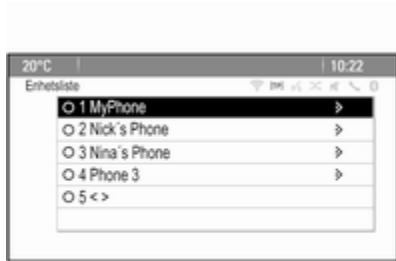 20°C 10:22
Enhetsliste
1 MyPhone
2 Nick´s Phone
3 Nina´s Phone
4 Phone 3
5 < >